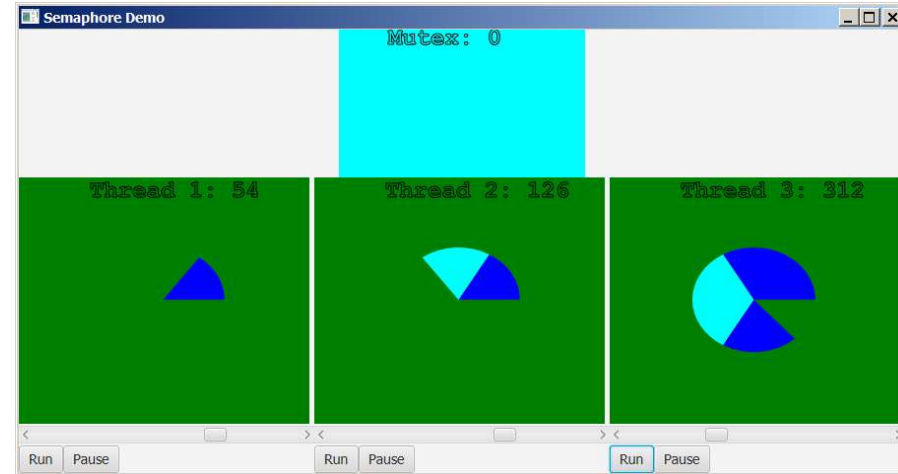 Semaphore Demo
Mutex: 0
Thread 1: 54
Thread 2: 126
Thread 3: 312
Run Pause
Run Pause
Run Pause